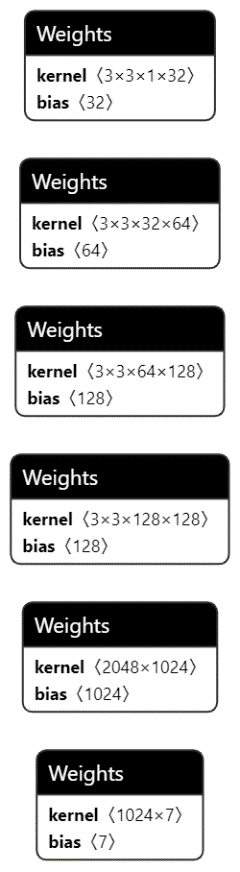 Weights
kernel 〈3×3×1×32〉
bias 〈32〉
Weights
kernel 〈3×3×32×64〉
bias 〈64〉
Weights
kernel 〈3×3×64×128〉
bias 〈128〉
Weights
kernel 〈3×3×128×128〉
bias 〈128〉
Weights
kernel 〈2048×1024〉
bias 〈1024〉
Weights
kernel 〈1024×7〉
bias 〈7〉